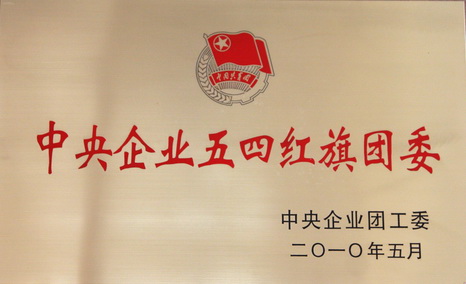 中国共青团
中央企业五四红旗团委
中央企业团工委
二〇一〇年五月